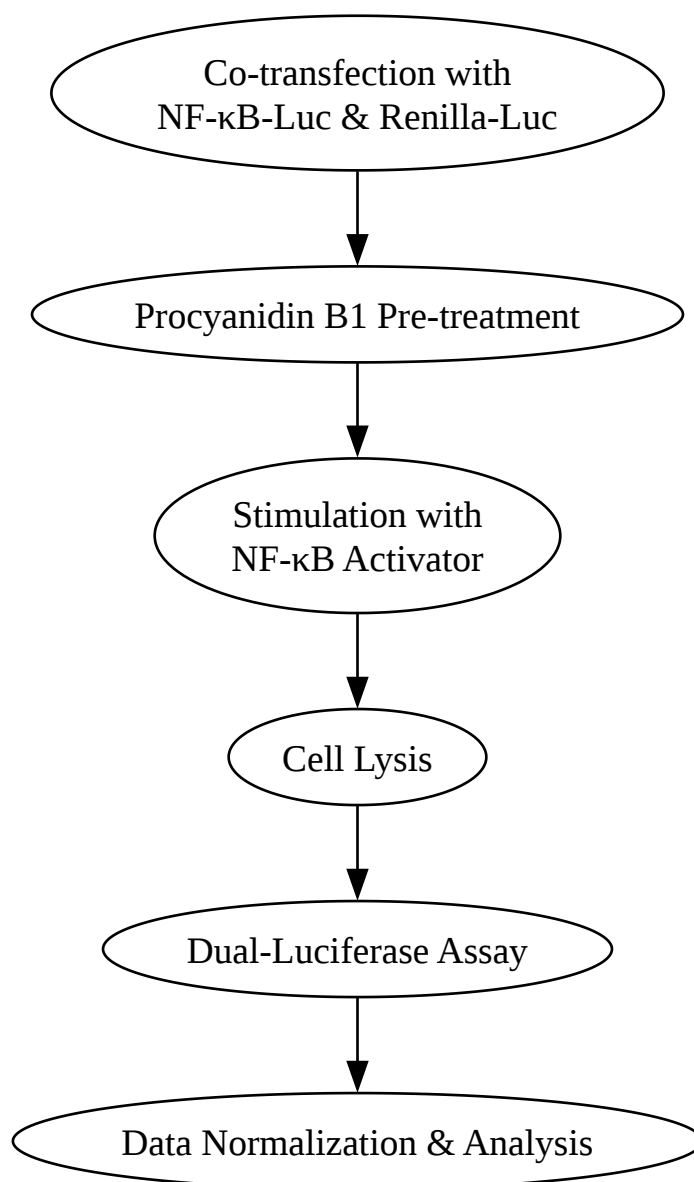 Co-transfection with
NF-κB-Luc & Renilla-Luc
Procyanidin B1 Pre-treatment
Stimulation with
NF-κB Activator
Cell Lysis
Dual-Luciferase Assay
Data Normalization & Analysis